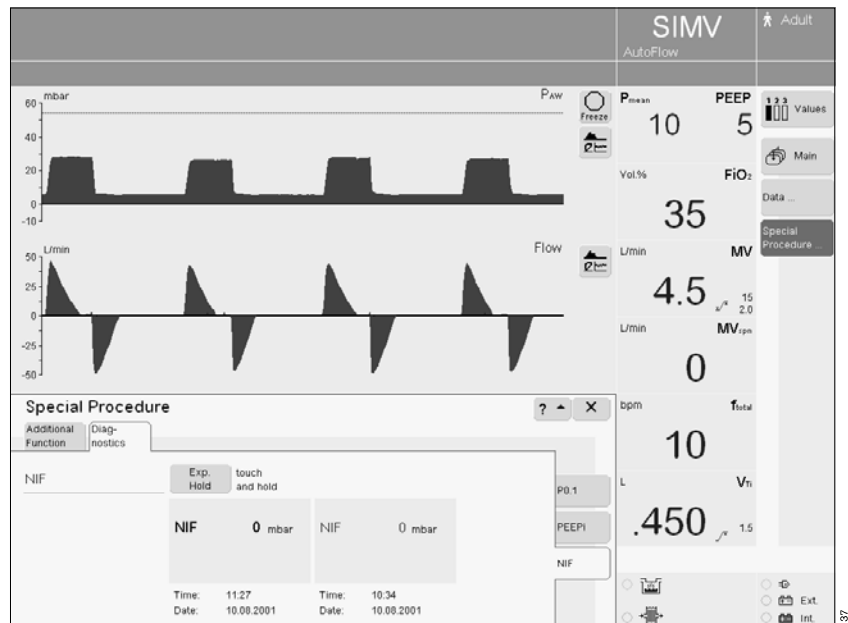 SIMV
AutoFlow
Adult
mbar
PAW
60
40
20
0
-10
Freeze
L/min
Flow
50
25
0
-25
-50
Pmean
PEEP
10
5
Vol.%
FiO2
35
L/min
MV
4.5
15
2.0
L/min
MVspn
0
bpm
ftotal
10
L
VTi
.450
1.5
1 2 3
Values
Main
Data ...
Special
Procedure ...
Special Procedure
?
X
Additional
Function
Diag-
nostics
NIF
Exp.
Hold
touch
and hold
NIF 0 mbar
NIF 0 mbar
Time: 11:27
Date: 10.08.2001
Time: 10:34
Date: 10.08.2001
P0.1
PEEPI
NIF
Ext.
Int.
37